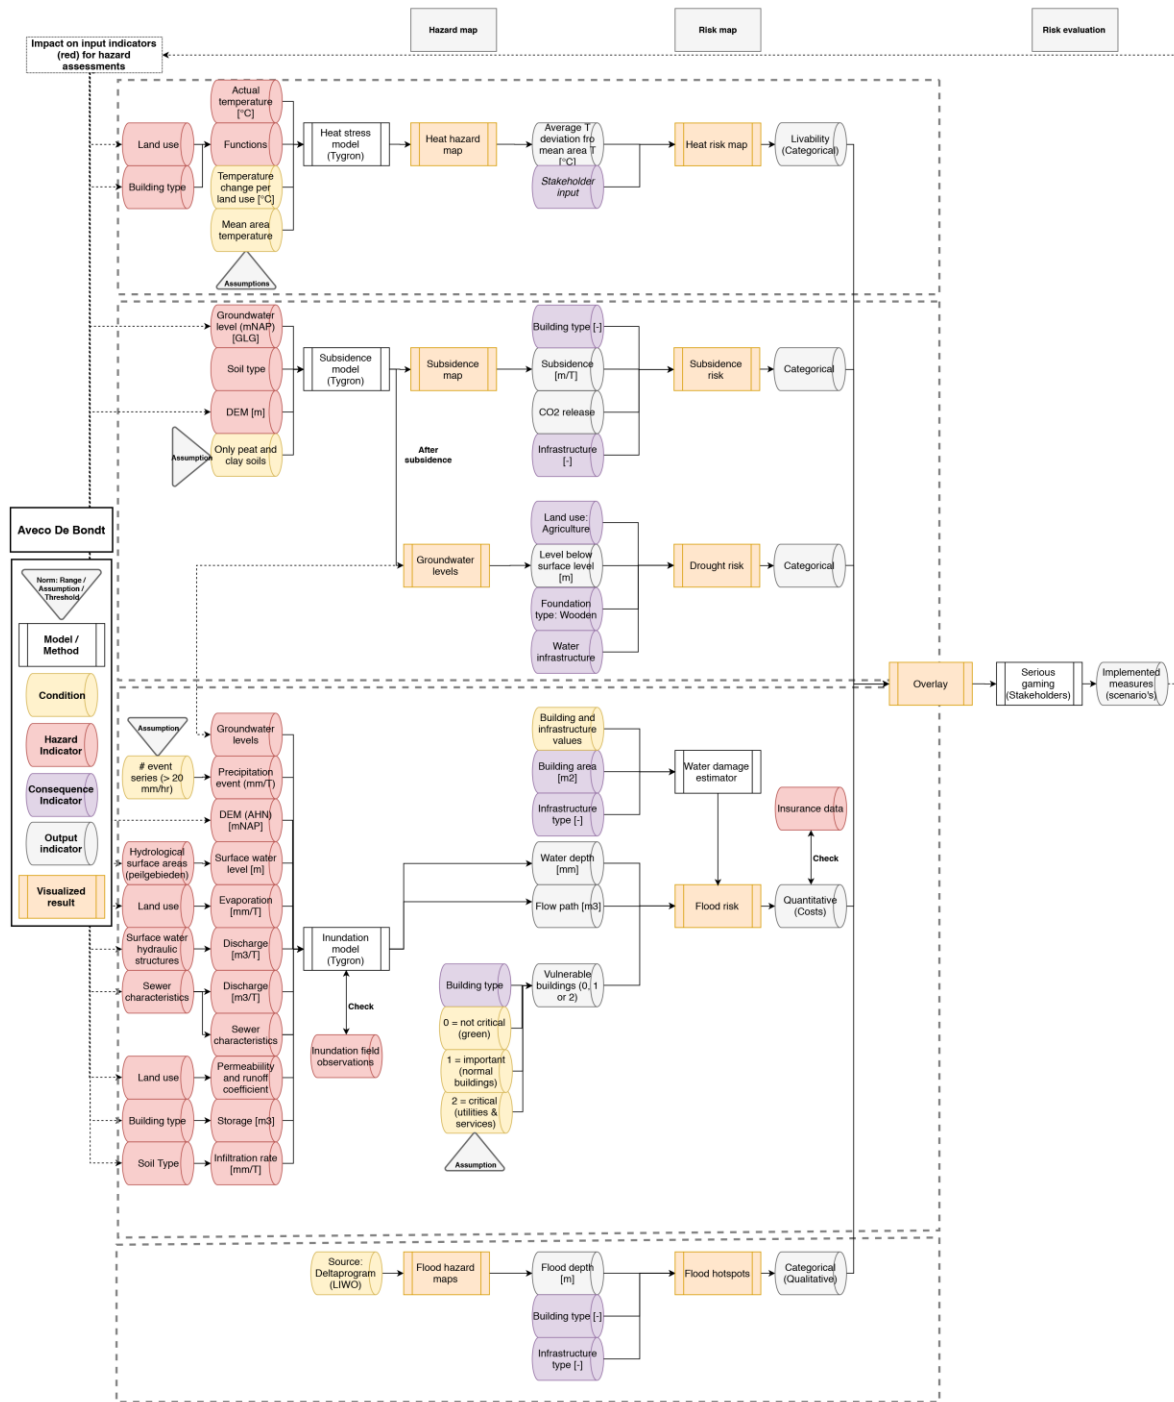 Hazard map
Risk map
Risk evaluation
Impact on input indicators
(red) for hazard
assessments
Actual
temperature
[°C]
Land use
Functions
Heat stress
model
(Tygron)
Heat hazard
map
Average T
deviation fro
mean area T
[°C]
Heat risk map
Livability
(Categorical)
Building type
Temperature
change per
land use [°C]
Stakeholder
input
Mean area
temperature
Assumptions
Groundwater
level (mNAP)
[GLG]
Building type [-]
Soil type
Subsidence
model
(Tygron)
Subsidence
map
Subsidence
[m/T]
Subsidence
risk
Categorical
DEM [m]
CO2 release
Assumption
Only peat and
clay soils
After
subsidence
Infrastructure
[-]
Aveco De Bondt
Land use:
Agriculture
Groundwater
levels
Level below
surface level
[m]
Drought risk
Categorical
Foundation
type: Wooden
Water
infrastructure
Norm: Range /
Assumption /
Threshold
Model /
Method
Condition
Hazard
Indicator
Consequence
Indicator
Output
indicator
Visualized
result
Overlay
Serious
gaming
(Stakeholders)
Implemented
measures
(scenario's)
Assumption
Groundwater
levels
Building and
infrastructure
values
# event
series (> 20
mm/hr)
Precipitation
event (mm/T)
Building area
[m2]
Water damage
estimator
DEM (AHN)
[mNAP]
Infrastructure
type [-]
Insurance data
Hydrological
surface areas
(peilgebieden)
Surface water
level [m]
Water depth
[mm]
Check
Land use
Evaporation
[mm/T]
Flow path [m3]
Flood risk
Quantitative
(Costs)
Surface water
hydraulic
structures
Discharge
[m3/T]
Inundation
model
(Tygron)
Sewer
characteristics
Discharge
[m3/T]
Check
Building type
Vulnerable
buildings (0, 1
or 2)
Sewer
characteristics
0 = not critical
(green)
Inundation field
observations
Land use
Permeabiility
and runoff
coefficient
1 = important
(normal
buildings)
Building type
Storage [m3]
2 = critical
(utilities &
services)
Soil Type
Infiltration rate
[mm/T]
Assumption
Source:
Deltaprogram
(LIWO)
Flood hazard
maps
Flood depth
[m]
Flood hotspots
Categorical
(Qualitative)
Building type [-]
Infrastructure
type [-]